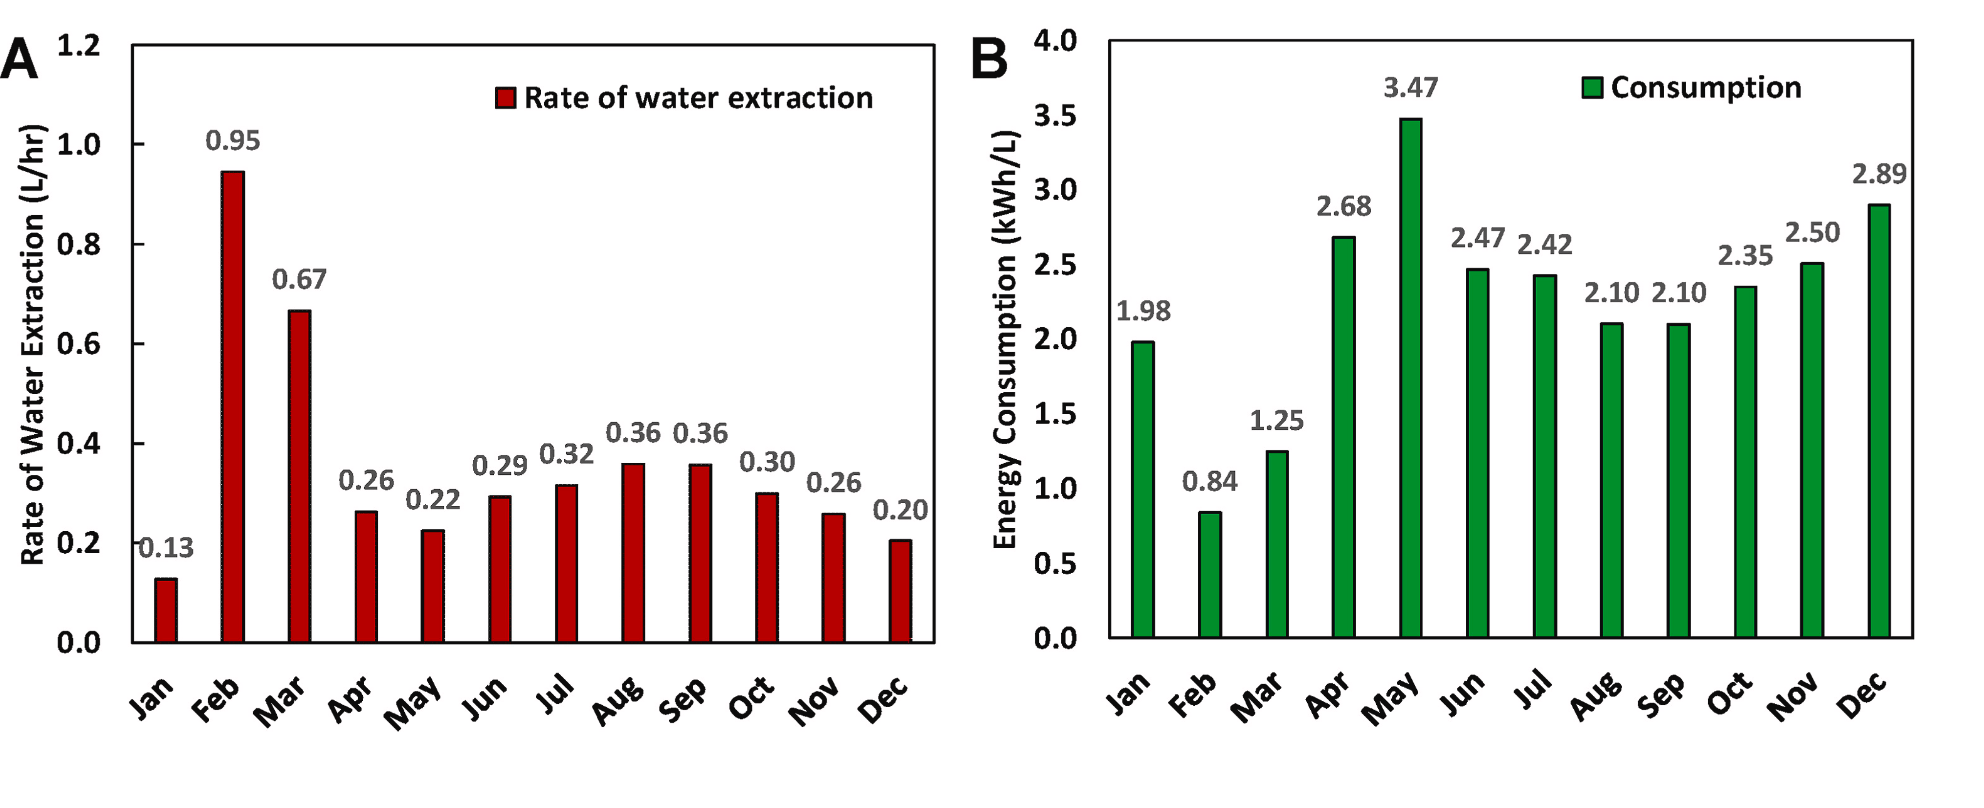 A
Rate of Water Extraction (L/hr)
1.2
1.0
0.8
0.6
0.4
0.2
0.0
Rate of water extraction
0.13
0.95
0.67
0.26
0.22
0.29
0.32
0.36
0.36
0.30
0.26
0.20
Jan
Feb
Mar
Apr
May
Jun
Jul
Aug
Sep
Oct
Nov
Dec
B
Energy Consumption (kWh/L)
4.0
3.5
3.0
2.5
2.0
1.5
1.0
0.5
0.0
Consumption
1.98
0.84
1.25
2.68
3.47
2.47
2.42
2.10
2.10
2.35
2.50
2.89
Jan
Feb
Mar
Apr
May
Jun
Jul
Aug
Sep
Oct
Nov
Dec